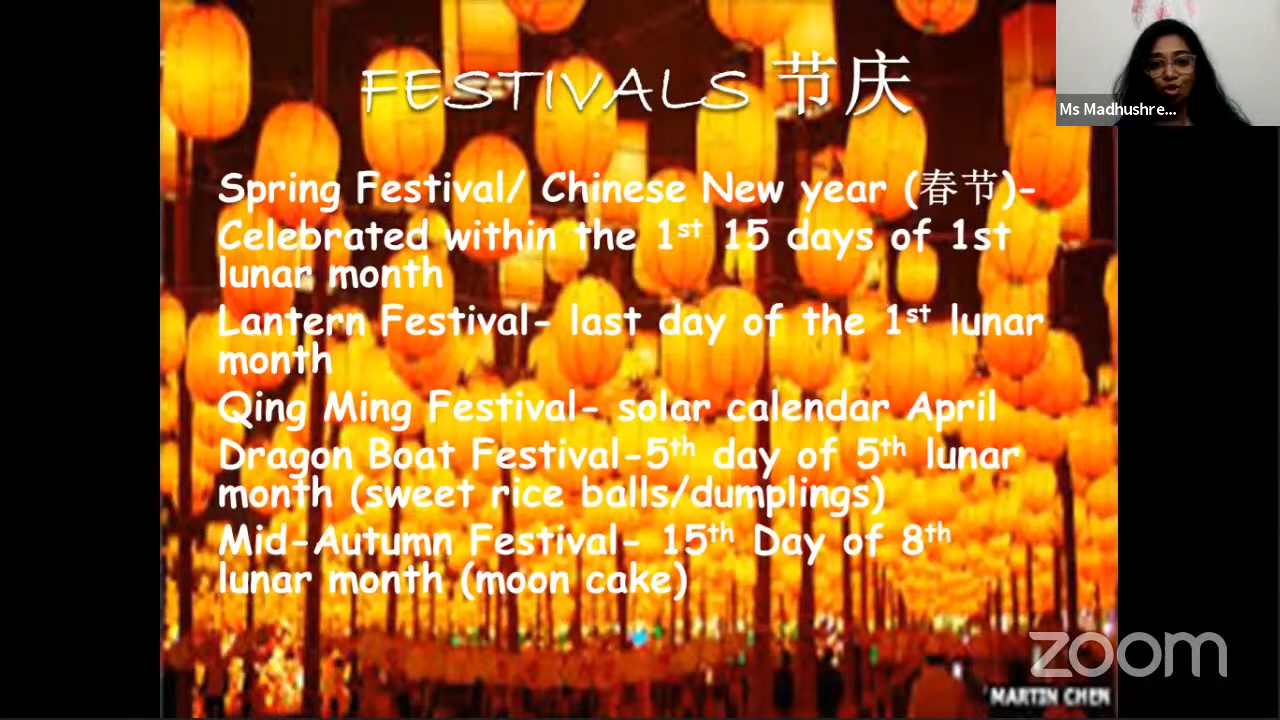 FESTIVALS 节庆
Ms Madhushre...
Spring Festival/ Chinese New year (春节)-
Celebrated within the 1st 15 days of 1st
lunar month
Lantern Festival- last day of the 1st lunar
month
Qing Ming Festival- solar calendar April
Dragon Boat Festival-5th day of 5th lunar
month (sweet rice balls/dumplings)
Mid-Autumn Festival- 15th Day of 8th
lunar month (moon cake)
zoom
MARTIN CHEN